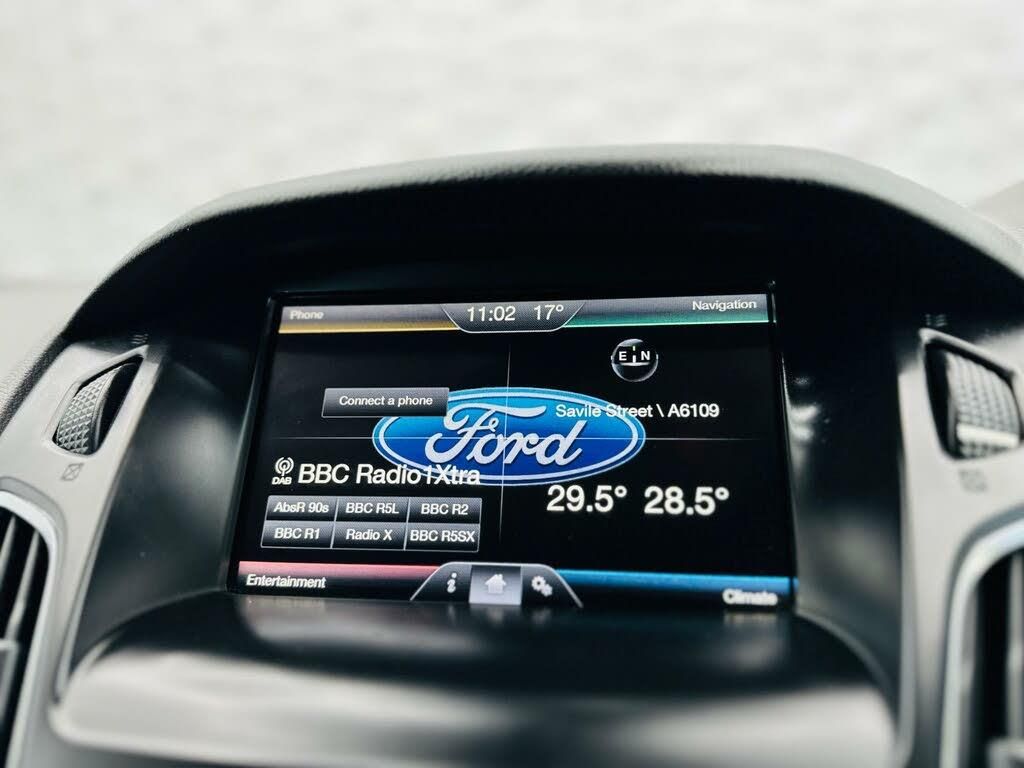 Phone 11:02 17° Navigation
E N
Connect a phone
Savile Street \ A6109
Ford
DAB BBC Radio1Xtra
29.5° 28.5°
AbsR 90s BBC R5L BBC R2
BBC R1 Radio X BBC R5SX
Entertainment i Climate